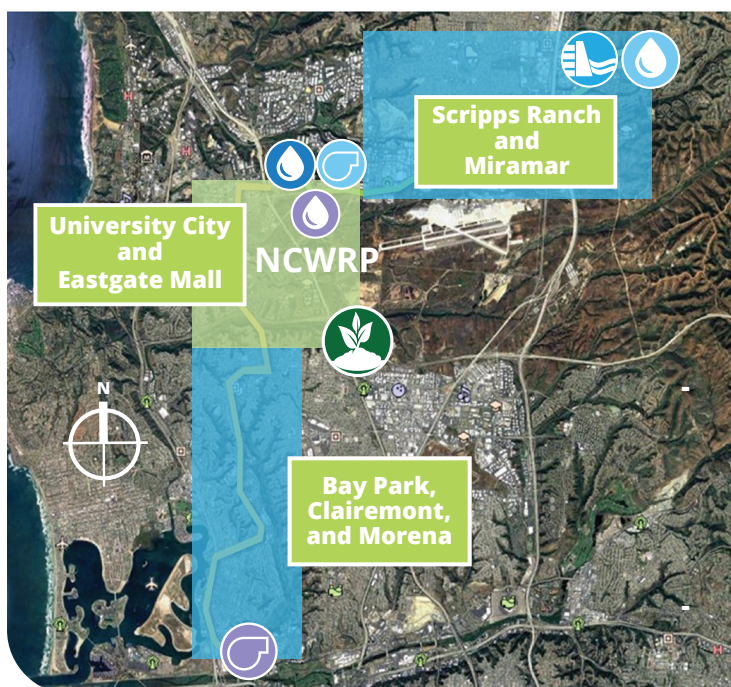 Scripps Ranch
and
Miramar
University City
and
Eastgate Mall
NCWRP
N
Bay Park,
Clairemont,
and Morena
H
H
H